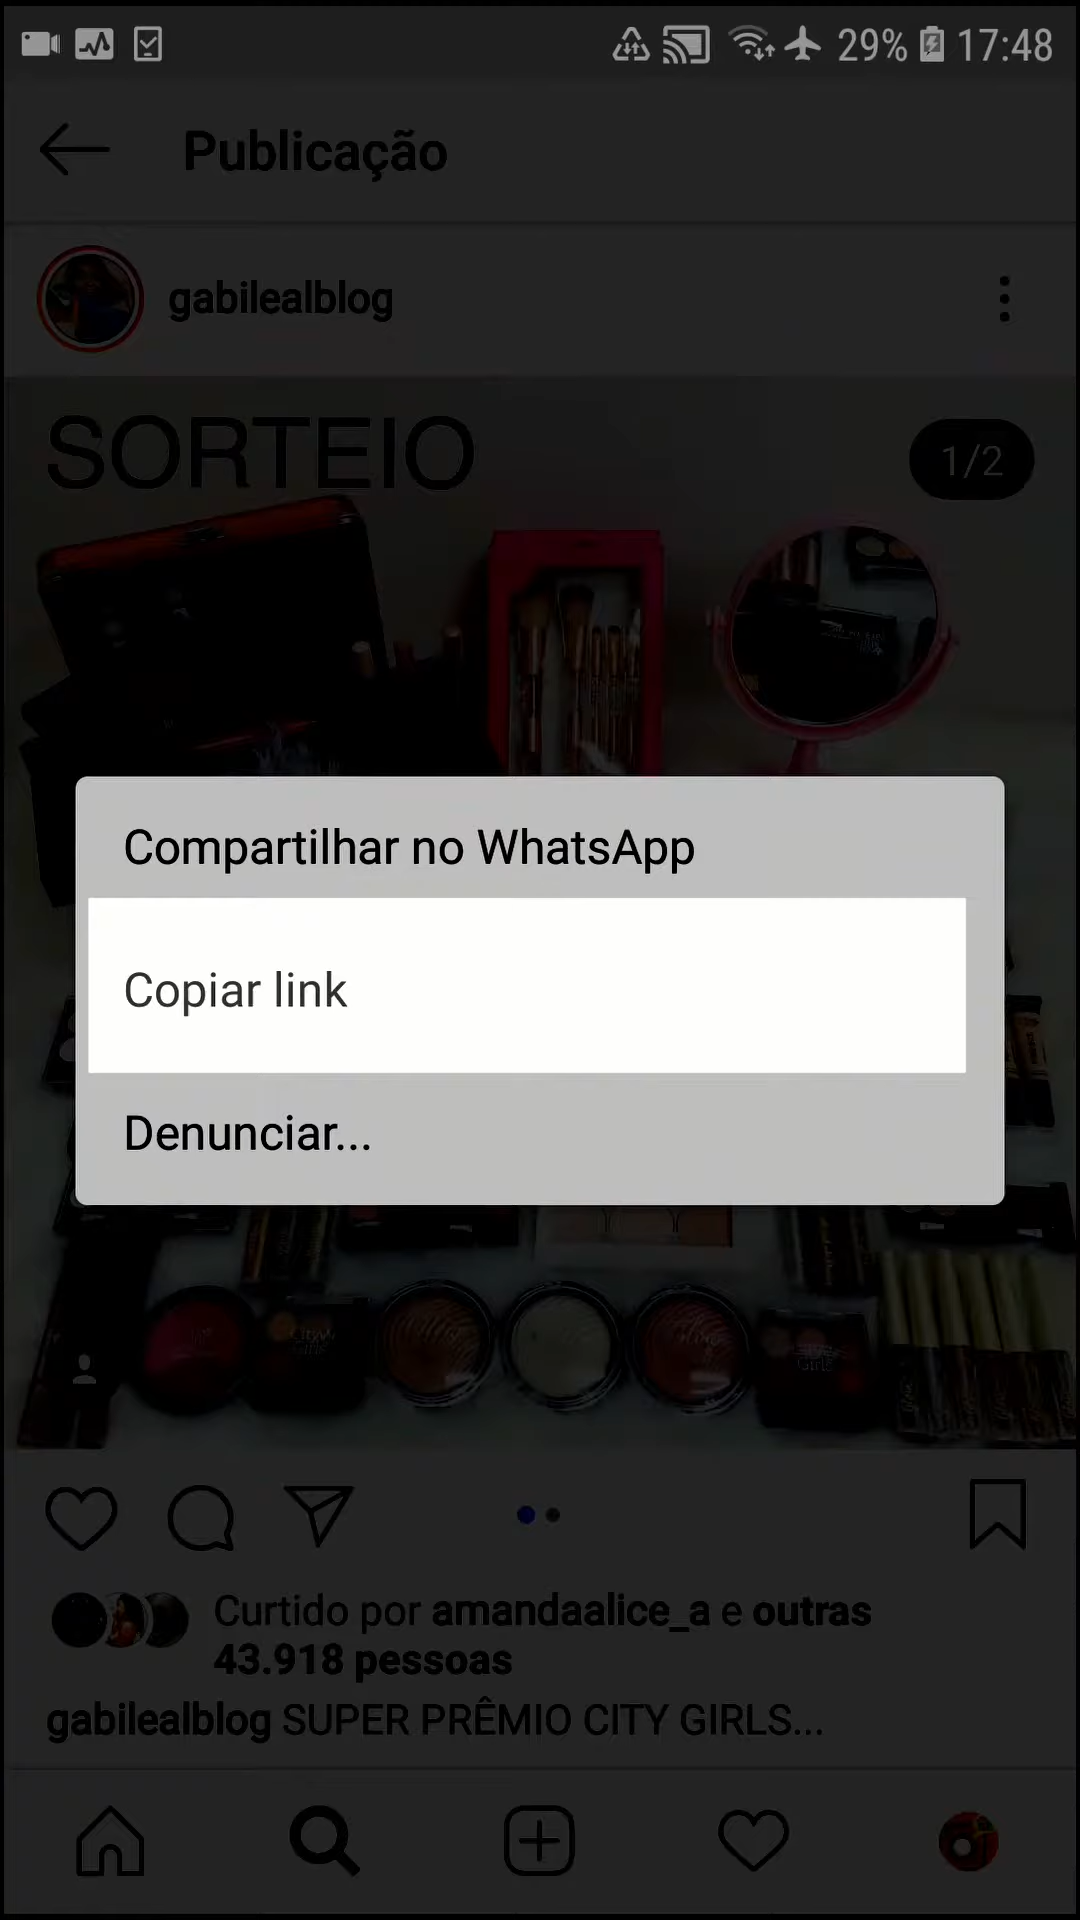 29% 17:48
Publicação
gabilealblog
SORTEIO
1/2
Compartilhar no WhatsApp
Copiar link
Denunciar...
Curtido por amandaalice_a e outras
43.918 pessoas
gabilealblog SUPER PRÊMIO CITY GIRLS...